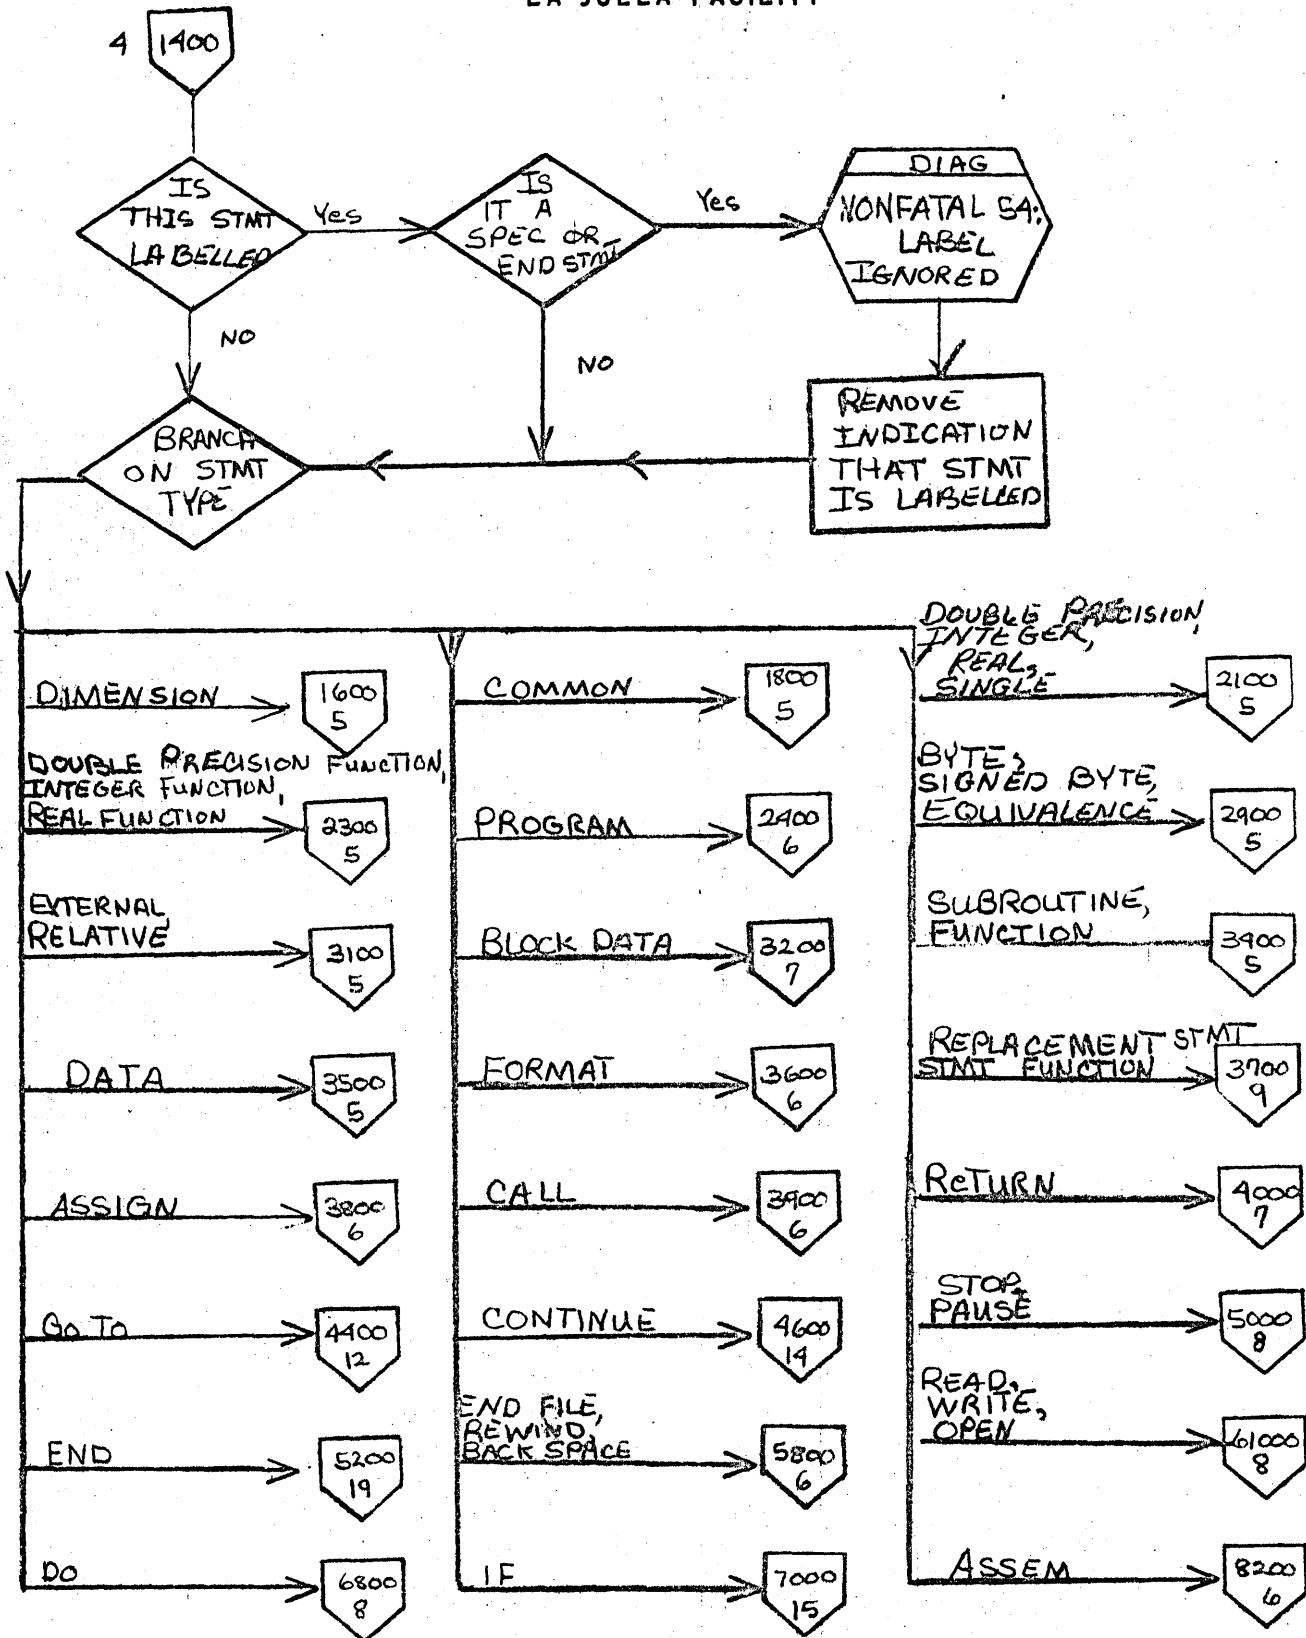 LA JOLLA FACILITY
4 1400
IS
THIS STMT
LABELLED
Yes
IS
IT A
SPEC OR
END STMT
Yes
DIAG
NONFATAL 54;
LABEL
IGNORED
NO
NO
REMOVE
INDICATION
THAT STMT
IS LABELLED
BRANCH
ON STMT
TYPE
DIMENSION
1600
5
COMMON
1800
5
DOUBLE PRECISION,
INTEGER,
REAL,
SINGLE
2100
5
DOUBLE PRECISION FUNCTION,
INTEGER FUNCTION,
REAL FUNCTION
2300
5
PROGRAM
2400
6
BYTE,
SIGNED BYTE,
EQUIVALENCE
2900
5
EXTERNAL,
RELATIVE
3100
5
BLOCK DATA
3200
7
SUBROUTINE,
FUNCTION
3400
5
DATA
3500
5
FORMAT
3600
6
REPLACEMENT STMT
STMT FUNCTION
3700
9
ASSIGN
3800
6
CALL
3900
6
ReTURN
4000
7
Go To
4400
12
CONTINUE
4600
14
STOP,
PAUSE
5000
8
END
5200
19
END FILE,
REWIND,
BACK SPACE
5800
6
READ,
WRITE,
OPEN
61000
8
DO
6800
8
IF
7000
15
ASSEM
8200
6